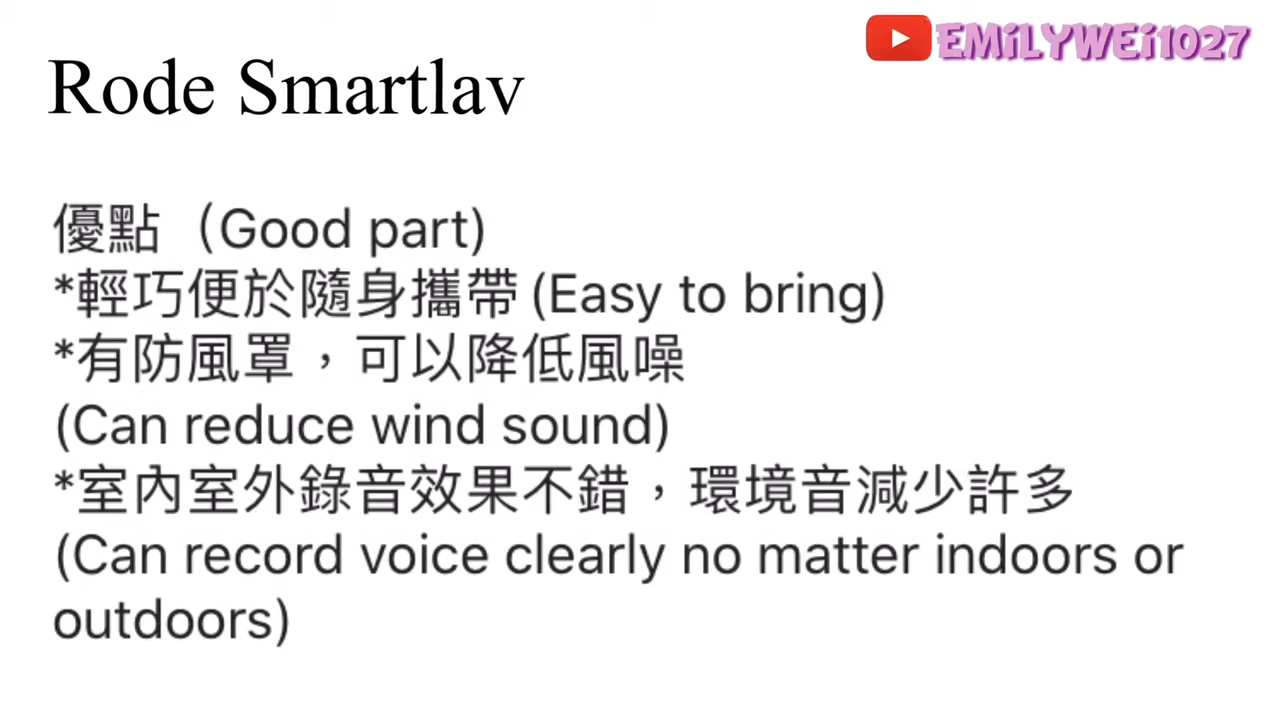 EMiLYWEi1027
Rode Smartlav
優點（Good part)
*輕巧便於隨身攜帶 (Easy to bring)
*有防風罩，可以降低風噪
(Can reduce wind sound)
*室內室外錄音效果不錯，環境音減少許多
(Can record voice clearly no matter indoors or
outdoors)